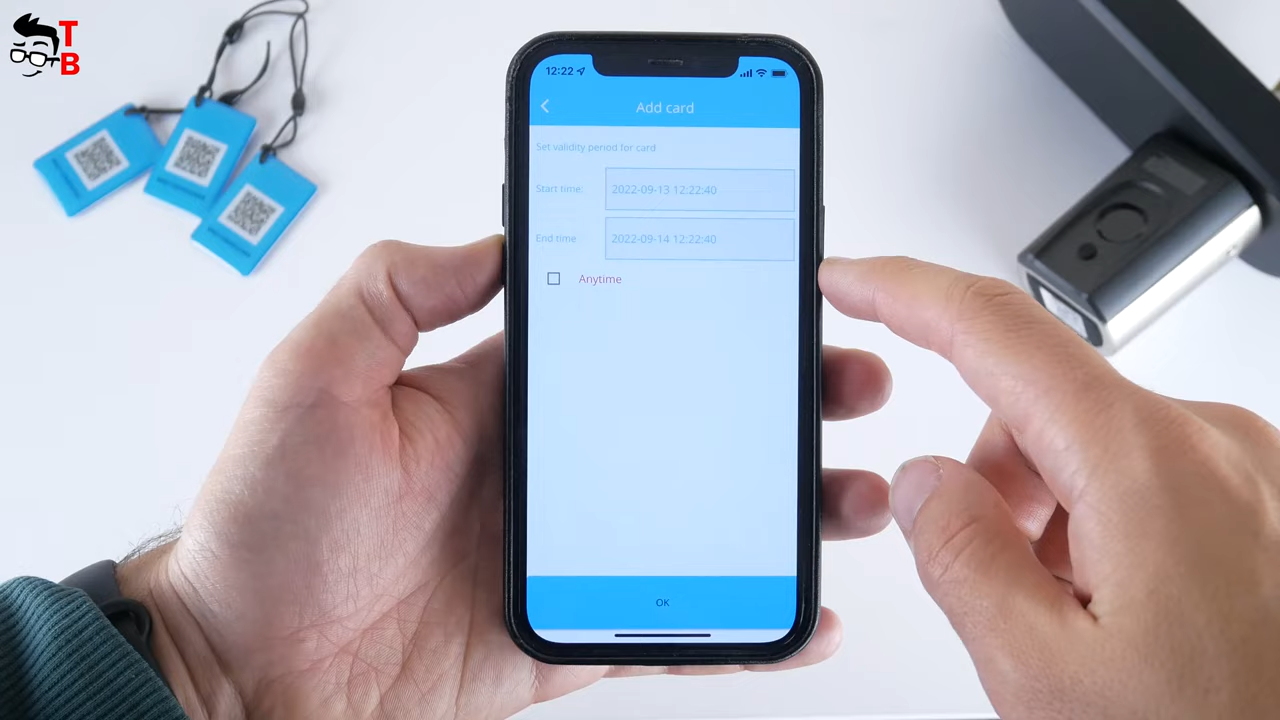 TB
12:22
Add card
Set validity period for card
Start time:
2022-09-13 12:22:40
End time:
2022-09-14 12:22:40
Anytime
OK